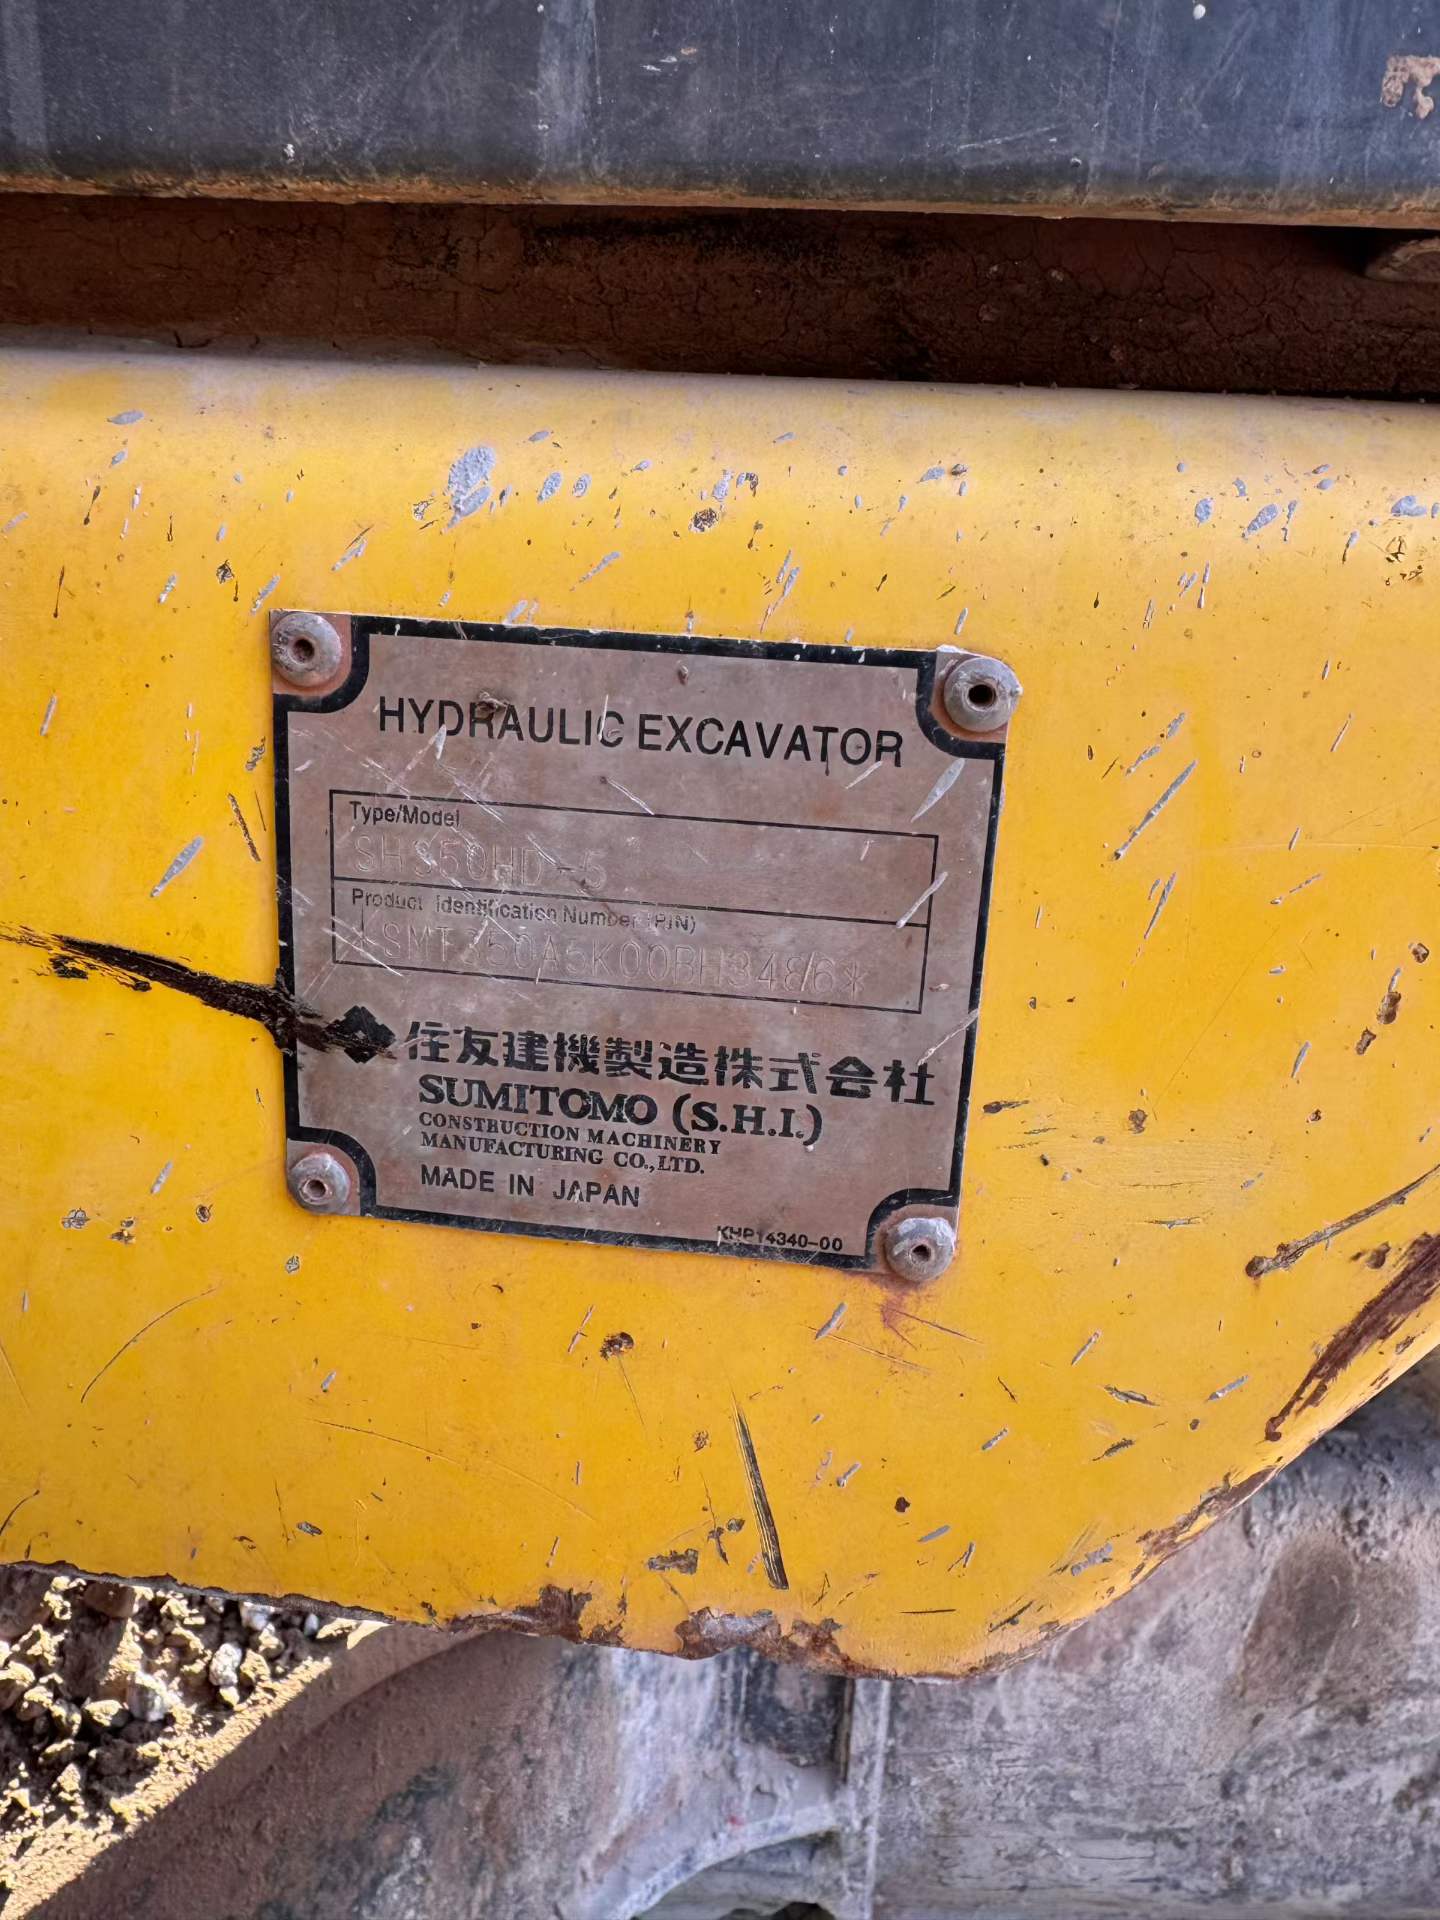 HYDRAULIC EXCAVATOR
Type/Model
SH350HD-5
Product Identification Number (PIN)
*SMT350A5K00BH3486*
住友建機製造株式会社
SUMITOMO (S.H.I.)
CONSTRUCTION MACHINERY
MANUFACTURING CO.,LTD.
MADE IN JAPAN
KHP14340-00